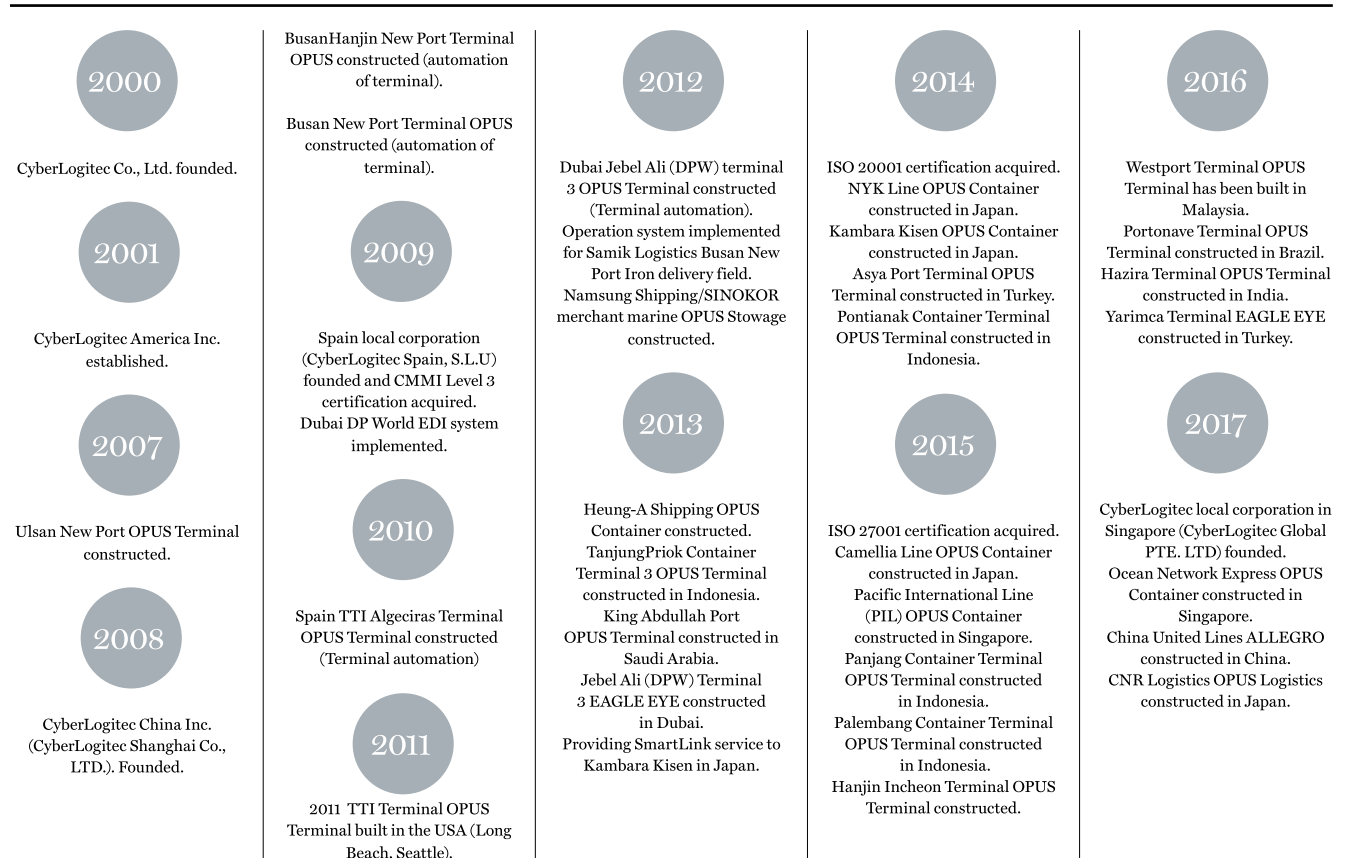 2000
CyberLogitec Co., Ltd. founded.
2001
CyberLogitec America Inc.
established.
2007
Ulsan New Port OPUS Terminal
constructed.
2008
CyberLogitec China Inc.
(CyberLogitec Shanghai Co.,
LTD.). Founded.
BusanHanjin New Port Terminal
OPUS constructed (automation
of terminal).
Busan New Port Terminal OPUS
constructed (automation of
terminal).
2009
Spain local corporation
(CyberLogitec Spain, S.L.U)
founded and CMMI Level 3
certification acquired.
Dubai DP World EDI system
implemented.
2010
Spain TTI Algeciras Terminal
OPUS Terminal constructed
(Terminal automation)
2011
2011 TTI Terminal OPUS
Terminal built in the USA (Long
Beach, Seattle).
2012
Dubai Jebel Ali (DPW) terminal
3 OPUS Terminal constructed
(Terminal automation).
Operation system implemented
for Samik Logistics Busan New
Port Iron delivery field.
Namsung Shipping/SINOKOR
merchant marine OPUS Stowage
constructed.
2013
Heung-A Shipping OPUS
Container constructed.
TanjungPriok Container
Terminal 3 OPUS Terminal
constructed in Indonesia.
King Abdullah Port
OPUS Terminal constructed in
Saudi Arabia.
Jebel Ali (DPW) Terminal
3 EAGLE EYE constructed
in Dubai.
Providing SmartLink service to
Kambara Kisen in Japan.
2014
ISO 20001 certification acquired.
NYK Line OPUS Container
constructed in Japan.
Kambara Kisen OPUS Container
constructed in Japan.
Asya Port Terminal OPUS
Terminal constructed in Turkey.
Pontianak Container Terminal
OPUS Terminal constructed in
Indonesia.
2015
ISO 27001 certification acquired.
Camellia Line OPUS Container
constructed in Japan.
Pacific International Line
(PIL) OPUS Container
constructed in Singapore.
Panjang Container Terminal
OPUS Terminal constructed
in Indonesia.
Palembang Container Terminal
OPUS Terminal constructed
in Indonesia.
Hanjin Incheon Terminal OPUS
Terminal constructed.
2016
Westport Terminal OPUS
Terminal has been built in
Malaysia.
Portonave Terminal OPUS
Terminal constructed in Brazil.
Hazira Terminal OPUS Terminal
constructed in India.
Yarimca Terminal EAGLE EYE
constructed in Turkey.
2017
CyberLogitec local corporation in
Singapore (CyberLogitec Global
PTE. LTD) founded.
Ocean Network Express OPUS
Container constructed in
Singapore.
China United Lines ALLEGRO
constructed in China.
CNR Logistics OPUS Logistics
constructed in Japan.